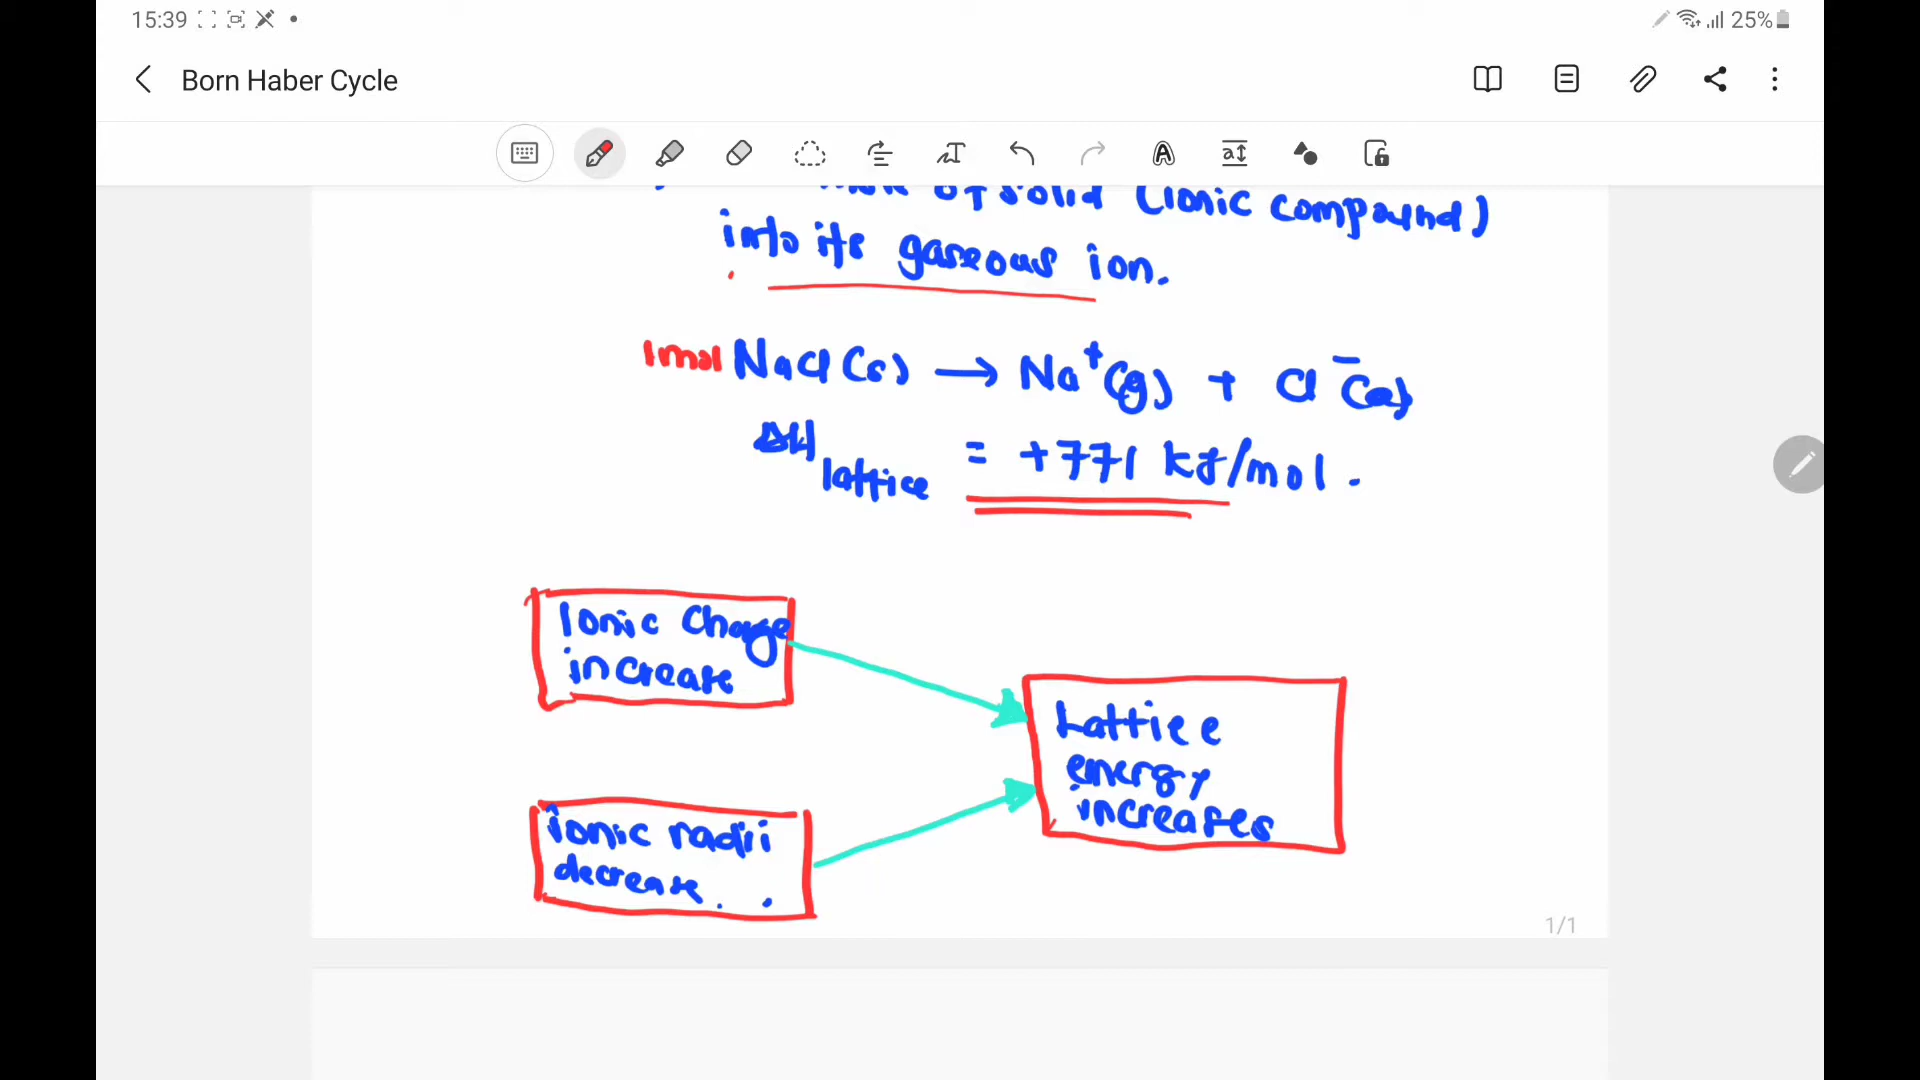 15:39 25%
Born Haber Cycle
of solid (ionic compound)
into its gaseous ion.
1mol NaCl (s) → Na⁺(g) + Cl⁻(g)
ΔH lattice = +771 kJ/mol.
Ionic Charge
increase
Lattice
energy
increases
ionic radii
decrease.
1/1